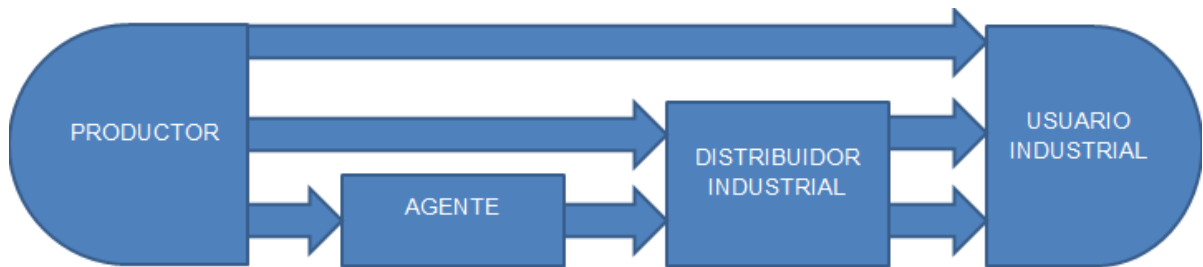 PRODUCTOR
AGENTE
DISTRIBUIDOR
INDUSTRIAL
USUARIO
INDUSTRIAL